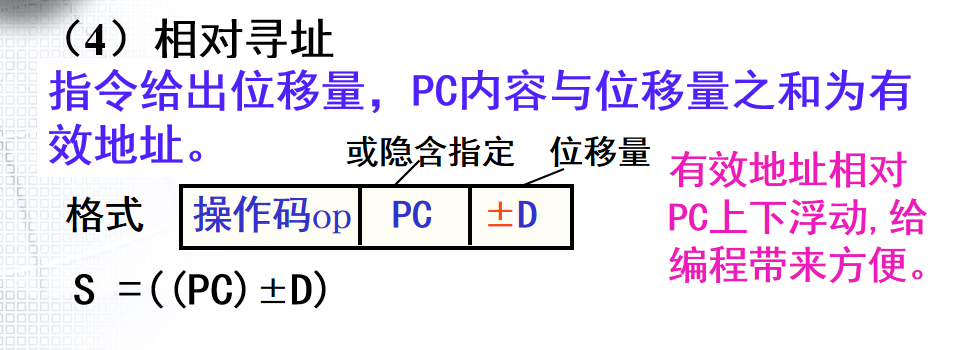 （4）相对寻址
指令给出位移量，PC内容与位移量之和为有
效地址。
或隐含指定 位移量
格式 操作码op PC ±D
有效地址相对
PC上下浮动,给
编程带来方便。
S =((PC)±D)